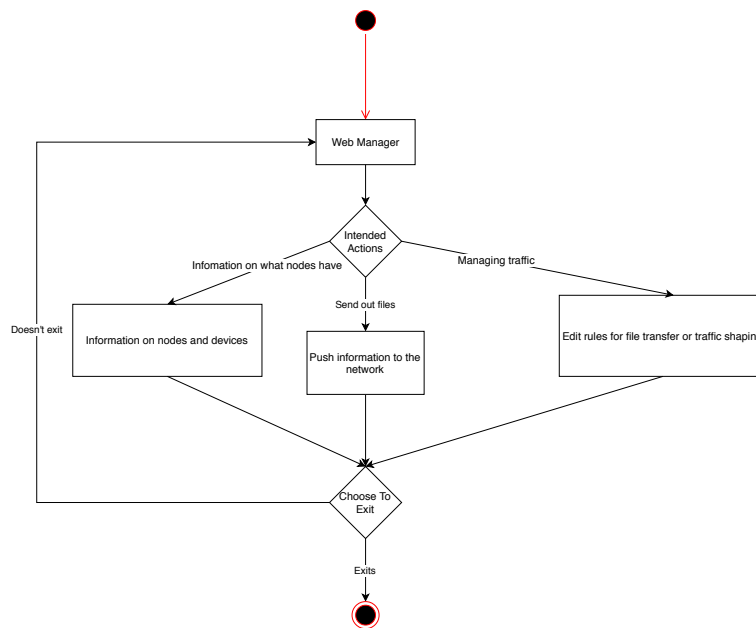 Web Manager
Intended
Actions
Infomation on what nodes have
Managing traffic
Send out files
Doesn't exit
Information on nodes and devices
Push information to the
network
Edit rules for file transfer or traffic shapin
Choose To
Exit
Exits